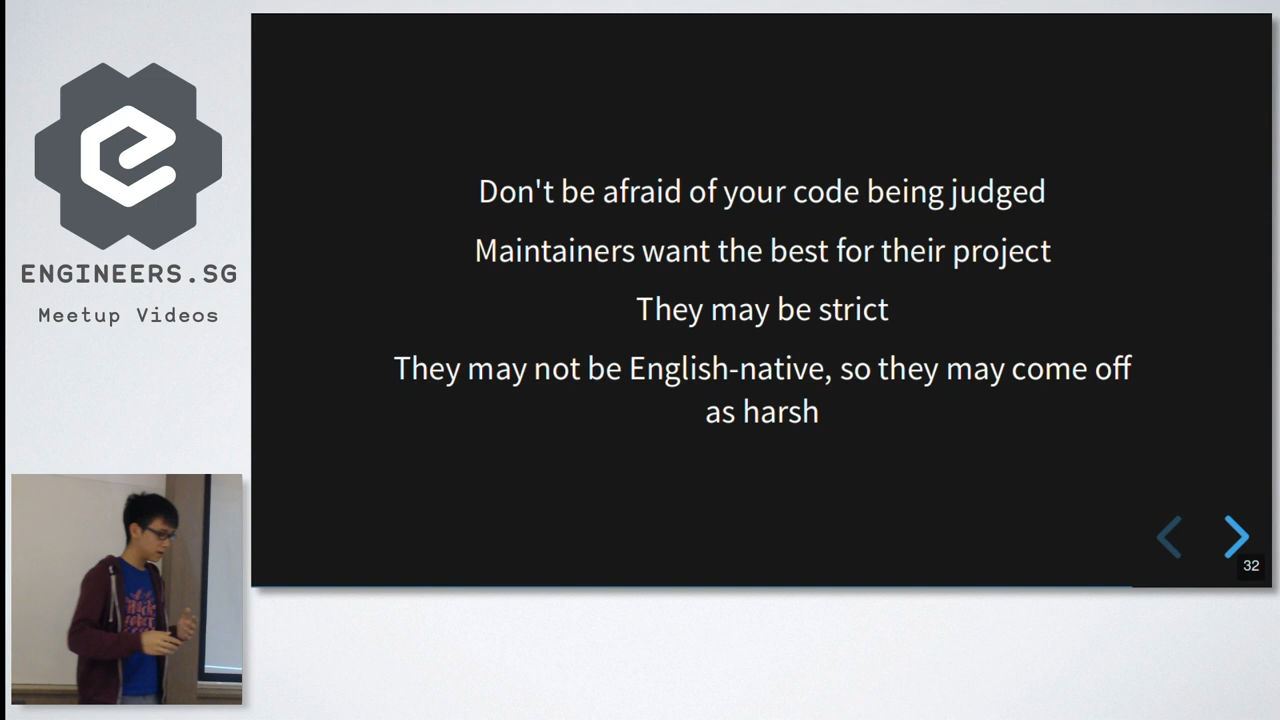 ENGINEERS.SG
Meetup Videos
Don't be afraid of your code being judged
Maintainers want the best for their project
They may be strict
They may not be English-native, so they may come off
as harsh
32